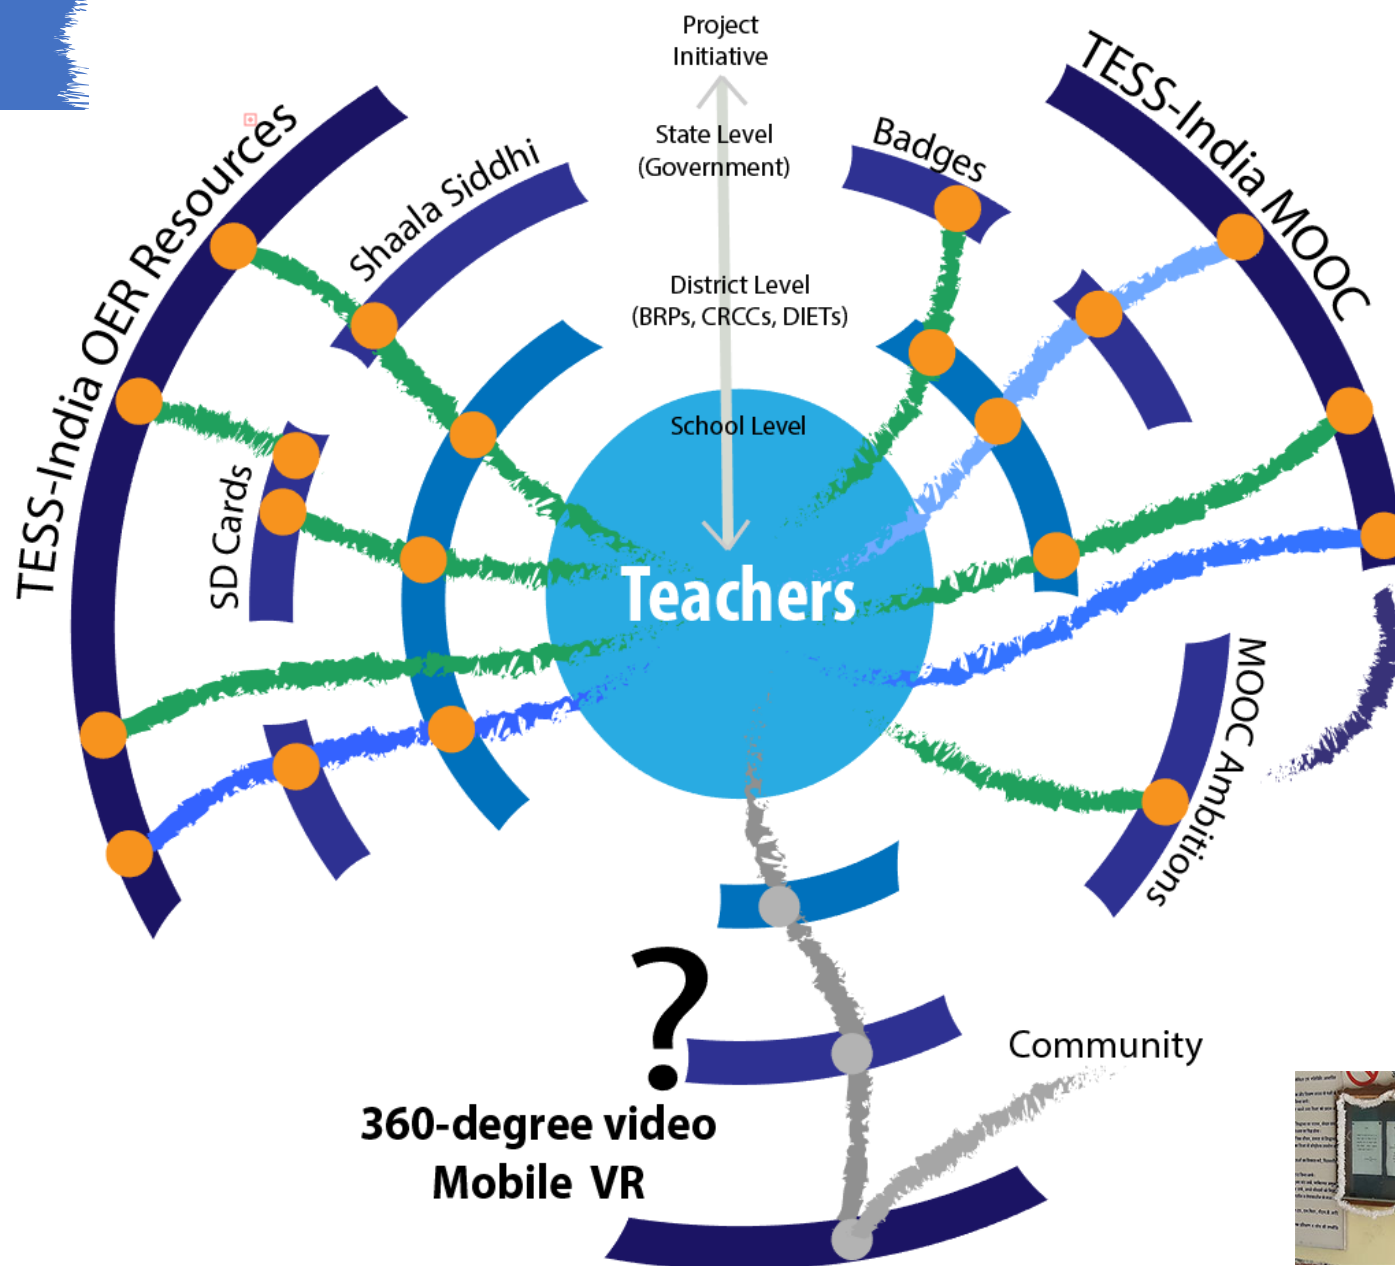 Project
Initiative
State Level
(Government)
District Level
(BRPs, CRCCs, DIETs)
School Level
Teachers
TESS-India OER Resources
Shaala Siddhi
SD Cards
Badges
TESS-India MOOC
MOOC Ambitions
?
360-degree video
Mobile VR
Community